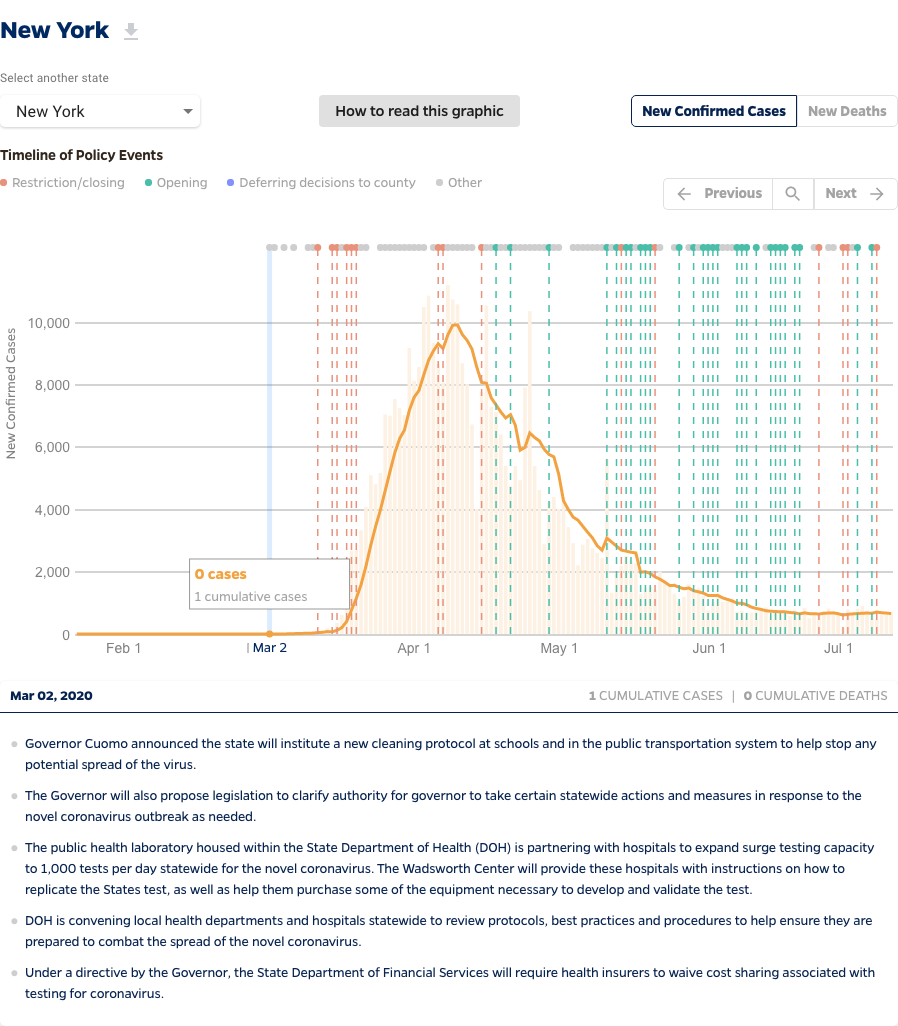 New York
Select another state
New York
How to read this graphic
New Confirmed Cases
New Deaths
Timeline of Policy Events
Restriction/closing
Opening
Deferring decisions to county
Other
Previous
Next
New Confirmed Cases
10,000
8,000
6,000
4,000
2,000
0
0 cases
1 cumulative cases
Feb 1
Mar 2
Apr 1
May 1
Jun 1
Jul 1
Mar 02, 2020
1 CUMULATIVE CASES | 0 CUMULATIVE DEATHS
Governor Cuomo announced the state will institute a new cleaning protocol at schools and in the public transportation system to help stop any
potential spread of the virus.
The Governor will also propose legislation to clarify authority for governor to take certain statewide actions and measures in response to the
novel coronavirus outbreak as needed.
The public health laboratory housed within the State Department of Health (DOH) is partnering with hospitals to expand surge testing capacity
to 1,000 tests per day statewide for the novel coronavirus. The Wadsworth Center will provide these hospitals with instructions on how to
replicate the States test, as well as help them purchase some of the equipment necessary to develop and validate the test.
DOH is convening local health departments and hospitals statewide to review protocols, best practices and procedures to help ensure they are
prepared to combat the spread of the novel coronavirus.
Under a directive by the Governor, the State Department of Financial Services will require health insurers to waive cost sharing associated with
testing for coronavirus.